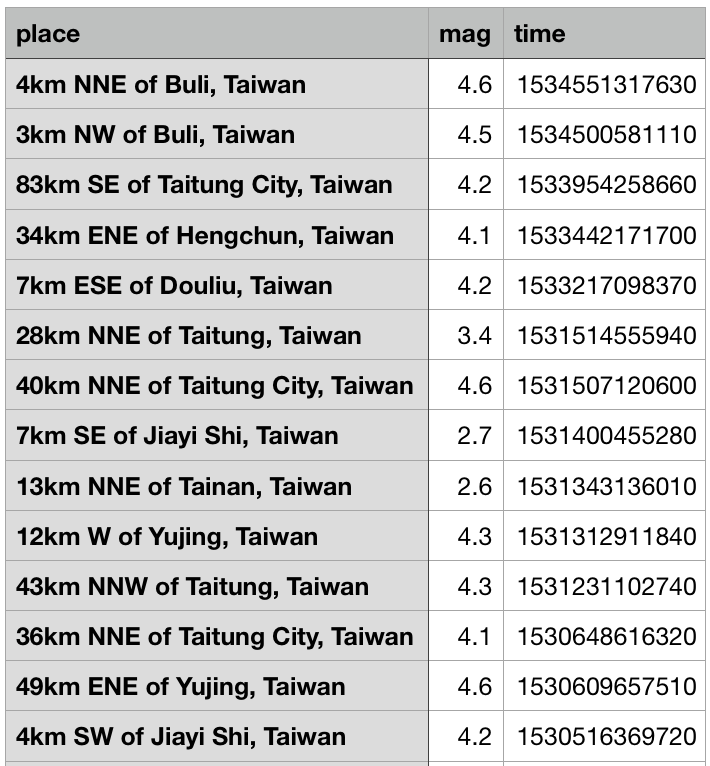 place mag time
4km NNE of Buli, Taiwan 4.6 1534551317630
3km NW of Buli, Taiwan 4.5 1534500581110
83km SE of Taitung City, Taiwan 4.2 1533954258660
34km ENE of Hengchun, Taiwan 4.1 1533442171700
7km ESE of Douliu, Taiwan 4.2 1533217098370
28km NNE of Taitung, Taiwan 3.4 1531514555940
40km NNE of Taitung City, Taiwan 4.6 1531507120600
7km SE of Jiayi Shi, Taiwan 2.7 1531400455280
13km NNE of Tainan, Taiwan 2.6 1531343136010
12km W of Yujing, Taiwan 4.3 1531312911840
43km NNW of Taitung, Taiwan 4.3 1531231102740
36km NNE of Taitung City, Taiwan 4.1 1530648616320
49km ENE of Yujing, Taiwan 4.6 1530609657510
4km SW of Jiayi Shi, Taiwan 4.2 1530516369720